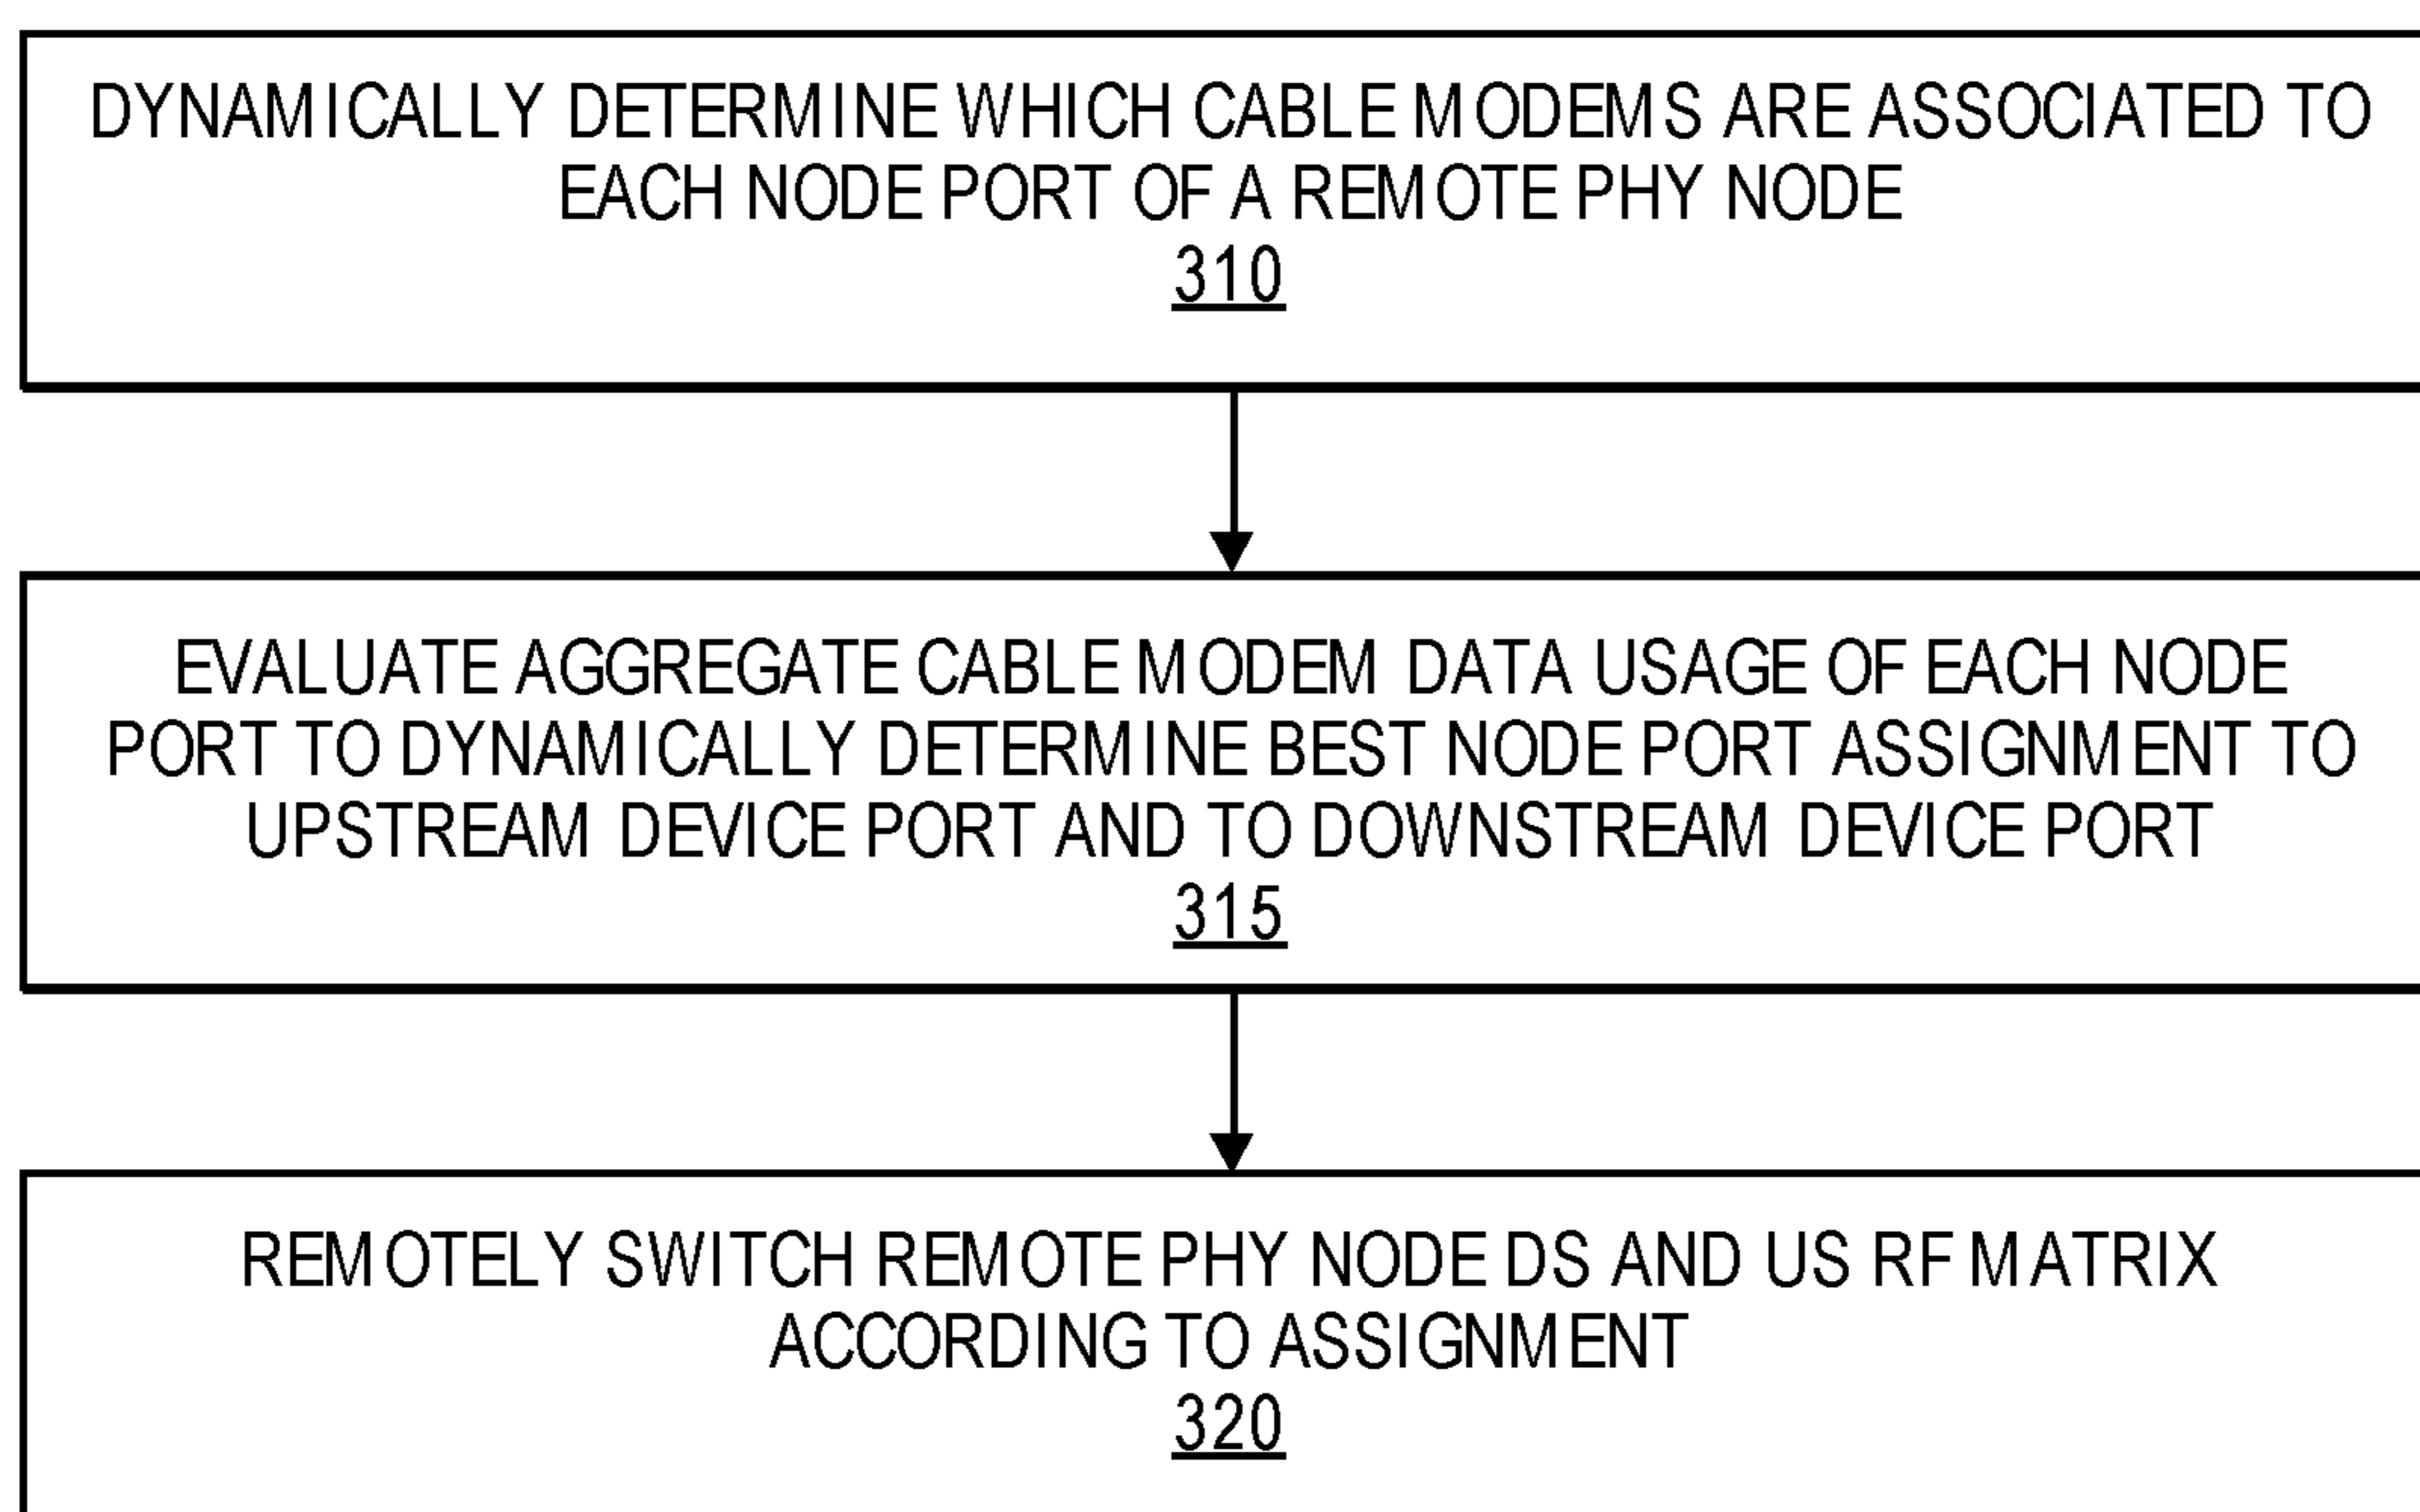 DYNAMICALLY DETERMINE WHICH CABLE MODEMS ARE ASSOCIATED TO
EACH NODE PORT OF A REMOTE PHY NODE
310
EVALUATE AGGREGATE CABLE MODEM DATA USAGE OF EACH NODE
PORT TO DYNAMICALLY DETERMINE BEST NODE PORT ASSIGNMENT TO
UPSTREAM DEVICE PORT AND TO DOWNSTREAM DEVICE PORT
315
REMOTELY SWITCH REMOTE PHY NODE DS AND US RF MATRIX
ACCORDING TO ASSIGNMENT
320